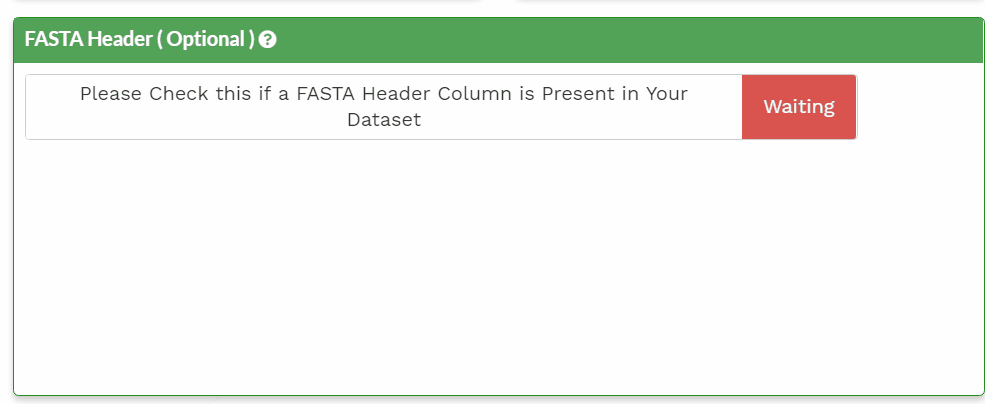 FASTA Header ( Optional ) ?
Please Check this if a FASTA Header Column is Present in Your
Dataset
Waiting